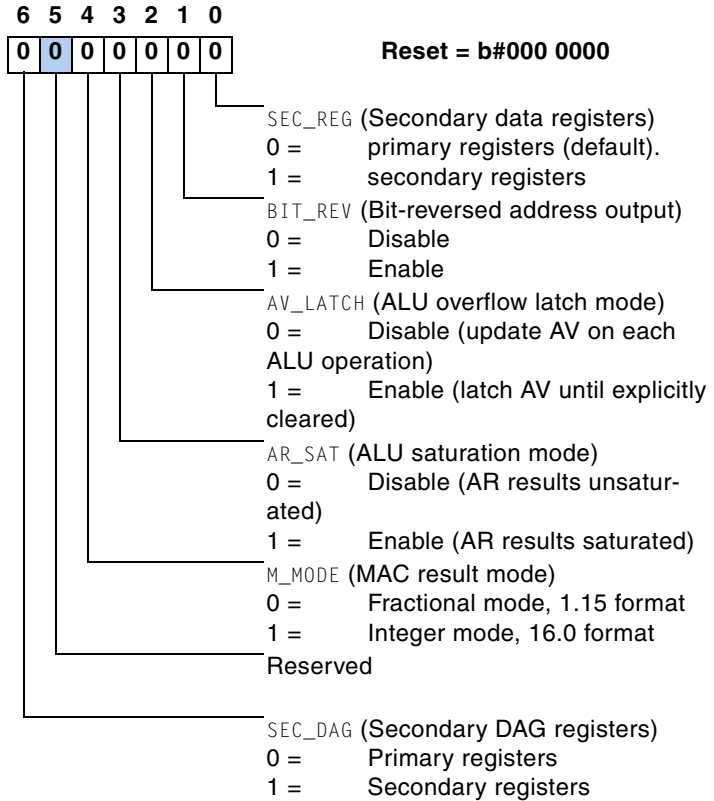 6 5 4 3 2 1 0
0 0 0 0 0 0 0 Reset = b#000 0000
SEC_REG (Secondary data registers)
0 = primary registers (default).
1 = secondary registers
BIT_REV (Bit-reversed address output)
0 = Disable
1 = Enable
AV_LATCH (ALU overflow latch mode)
0 = Disable (update AV on each
ALU operation)
1 = Enable (latch AV until explicitly
cleared)
AR_SAT (ALU saturation mode)
0 = Disable (AR results unsatur-
ated)
1 = Enable (AR results saturated)
M_MODE (MAC result mode)
0 = Fractional mode, 1.15 format
1 = Integer mode, 16.0 format
Reserved
SEC_DAG (Secondary DAG registers)
0 = Primary registers
1 = Secondary registers